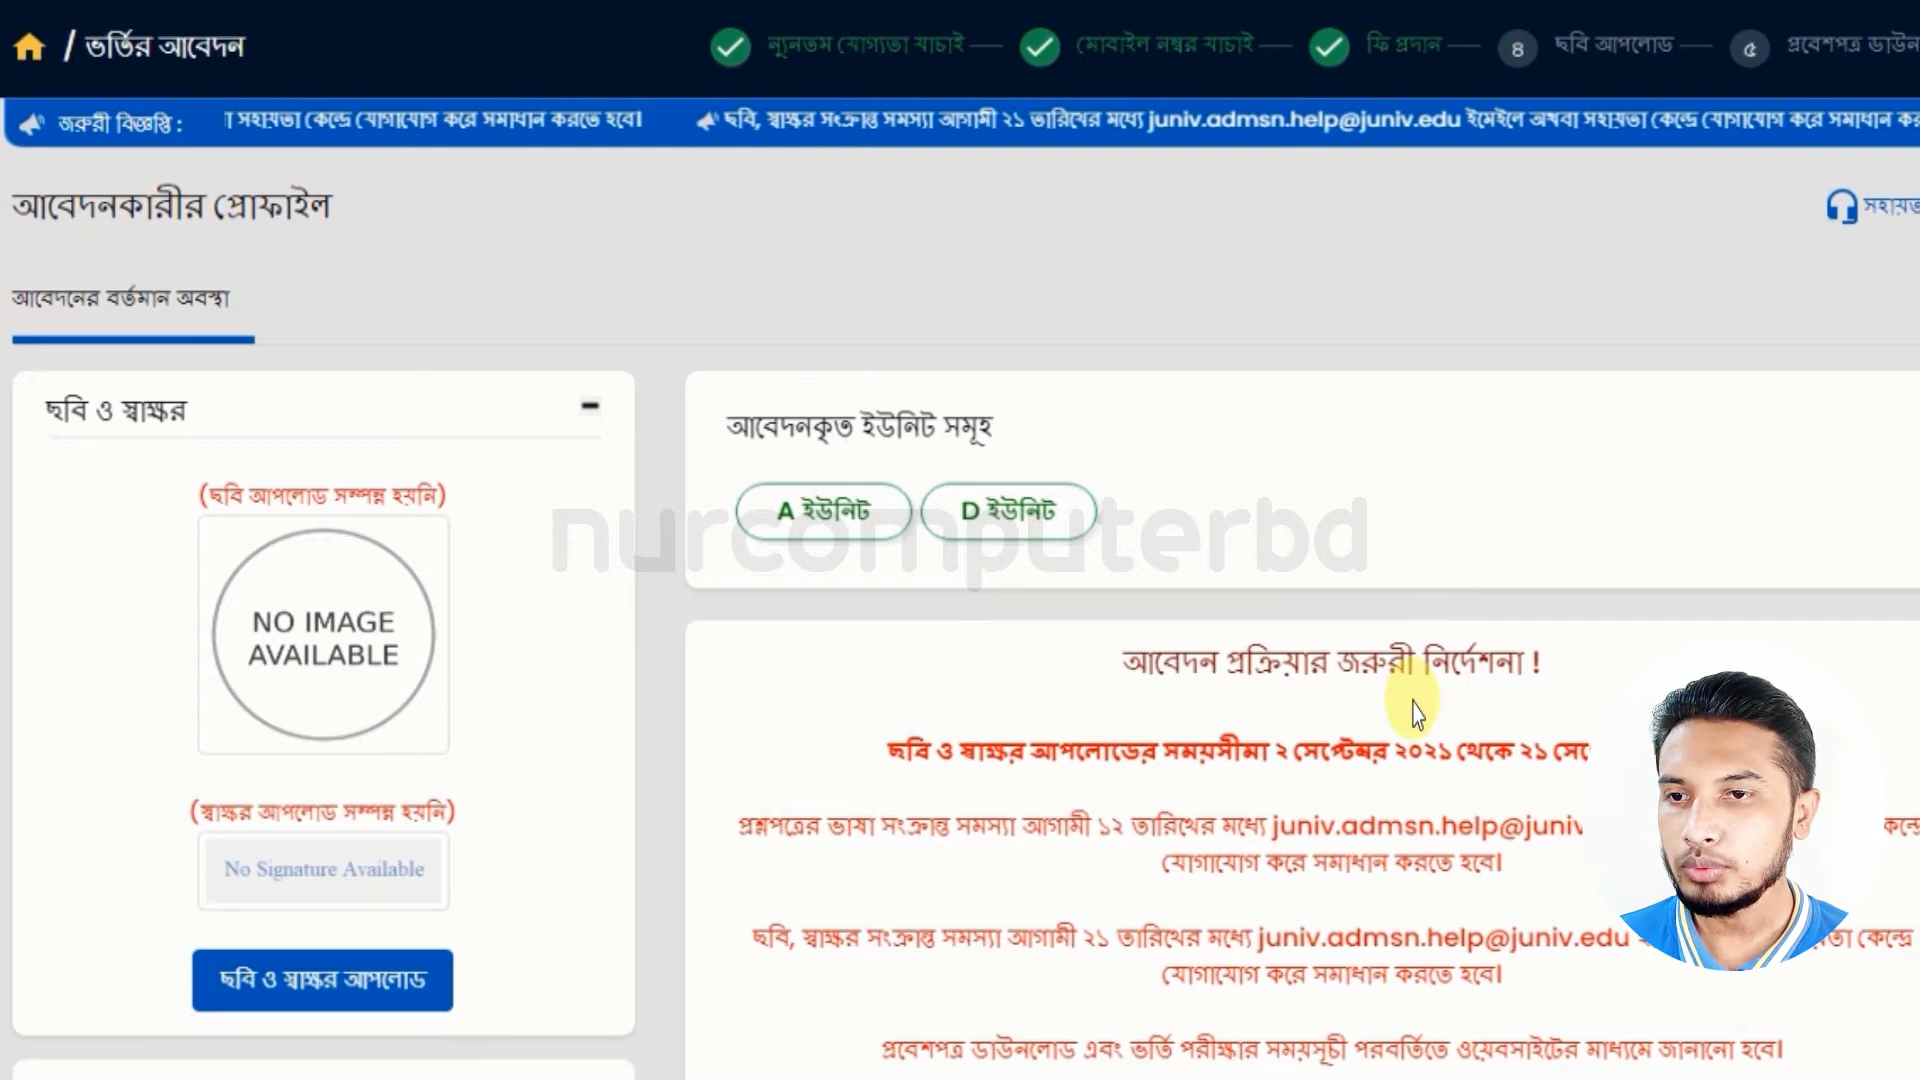 / ভর্তির আবেদন
ন্যূনতম যোগ্যতা যাচাই
মোবাইল নম্বর যাচাই
ফি প্রদান
৪ ছবি আপলোড
৫ প্রবেশপত্র
জরুরী বিজ্ঞপ্তি :
সহায়তা কেন্দ্রে যোগাযোগ করে সমাধান করতে হবে।
ছবি, স্বাক্ষর সংক্রান্ত সমস্যা আগামী ২১ তারিখের মধ্যে juniv.admsn.help@juniv.edu ইমেইলে অথবা সহায়তা কেন্দ্রে যোগাযোগ করে সমাধান
আবেদনকারীর প্রোফাইল
আবেদনের বর্তমান অবস্থা
ছবি ও স্বাক্ষর
(ছবি আপলোড সম্পন্ন হয়নি)
NO IMAGE
AVAILABLE
(স্বাক্ষর আপলোড সম্পন্ন হয়নি)
No Signature Available
ছবি ও স্বাক্ষর আপলোড
আবেদনকৃত ইউনিট সমূহ
A ইউনিট
D ইউনিট
nurcomputerbd
আবেদন প্রক্রিয়ার জরুরী নির্দেশনা !
ছবি ও স্বাক্ষর আপলোডের সময়সীমা ২ সেপ্টেম্বর ২০২১ থেকে ২১
প্রশ্নপত্রের ভাষা সংক্রান্ত সমস্যা আগামী ১২ তারিখের মধ্যে juniv.admsn.help@juniv
যোগাযোগ করে সমাধান করতে হবে।
ছবি, স্বাক্ষর সংক্রান্ত সমস্যা আগামী ২১ তারিখের মধ্যে juniv.admsn.help@juniv.edu কেন্দ্রে
যোগাযোগ করে সমাধান করতে হবে।
প্রবেশপত্র ডাউনলোড এবং ভর্তি পরীক্ষার সময়সূচী পরবর্তিতে ওয়েবসাইটের মাধ্যমে জানানো হবে।